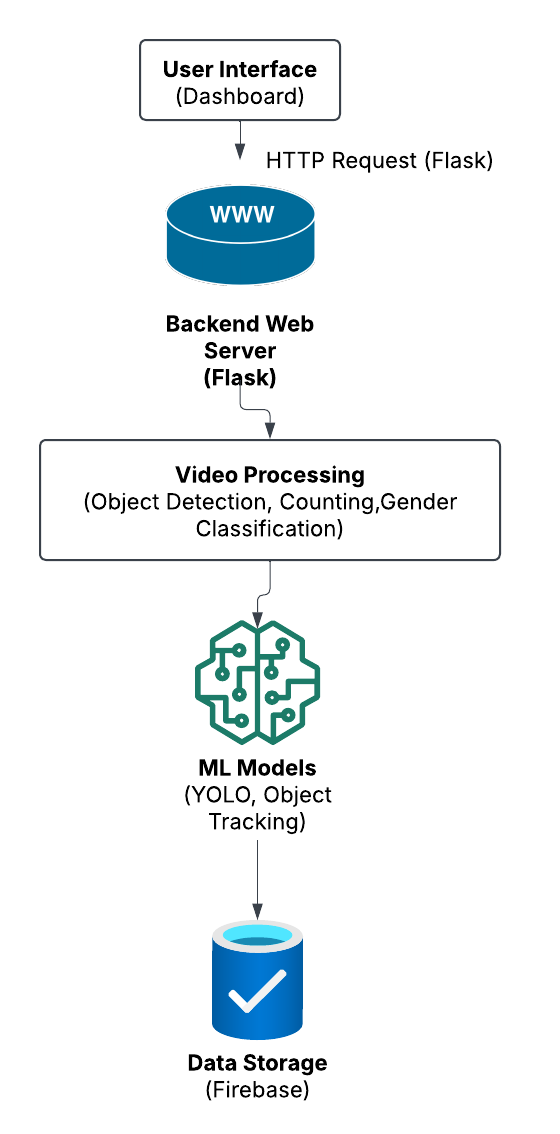 User Interface
(Dashboard)
HTTP Request (Flask)
WWW
Backend Web
Server
(Flask)
Video Processing
(Object Detection, Counting,Gender
Classification)
ML Models
(YOLO, Object
Tracking)
Data Storage
(Firebase)